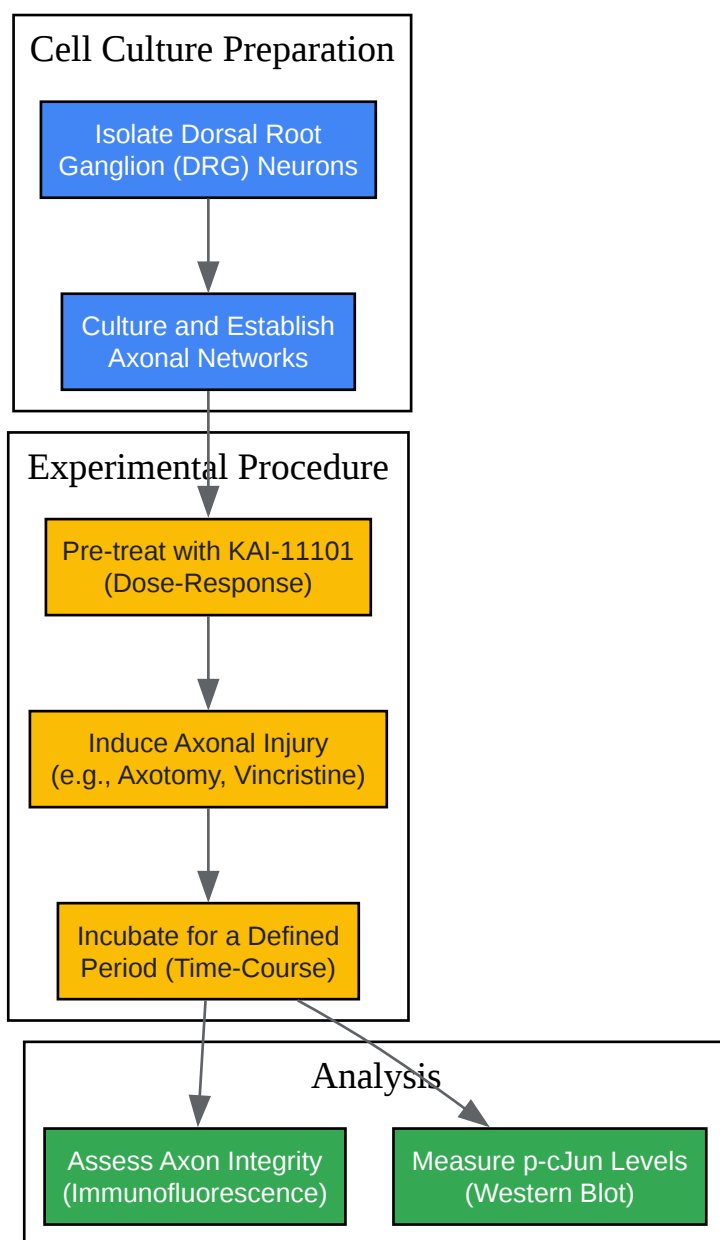 Cell Culture Preparation
Isolate Dorsal Root
Ganglion (DRG) Neurons
Culture and Establish
Axonal Networks
Experimental Procedure
Pre-treat with KAI-11101
(Dose-Response)
Induce Axonal Injury
(e.g., Axotomy, Vincristine)
Incubate for a Defined
Period (Time-Course)
Analysis
Assess Axon Integrity
(Immunofluorescence)
Measure p-cJun Levels
(Western Blot)